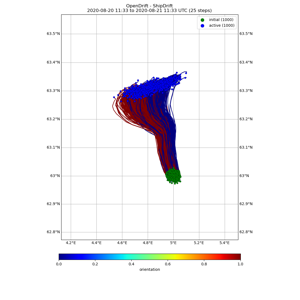 OpenDrift - ShipDrift
2020-08-20 11:33 to 2020-08-21 11:33 UTC (25 steps)
initial (1000)
active (1000)
63.5°N 63.5°N
63.4°N 63.4°N
63.3°N 63.3°N
63.2°N 63.2°N
63.1°N 63.1°N
63°N 63°N
62.9°N 62.9°N
62.8°N 62.8°N
4.2°E 4.4°E 4.6°E 4.8°E 5°E 5.2°E 5.4°E
0.0 0.2 0.4 0.6 0.8 1.0
orientation